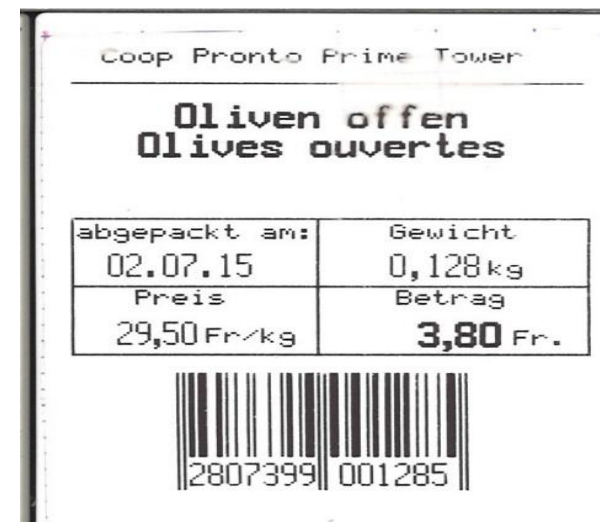 Coop Pronto Prime Tower
Oliven offen
Olives ouvertes
abgepackt am: Gewicht
02.07.15 0,128 kg
Preis Betrag
29,50 Fr/kg 3,80 Fr.
2807399 001285